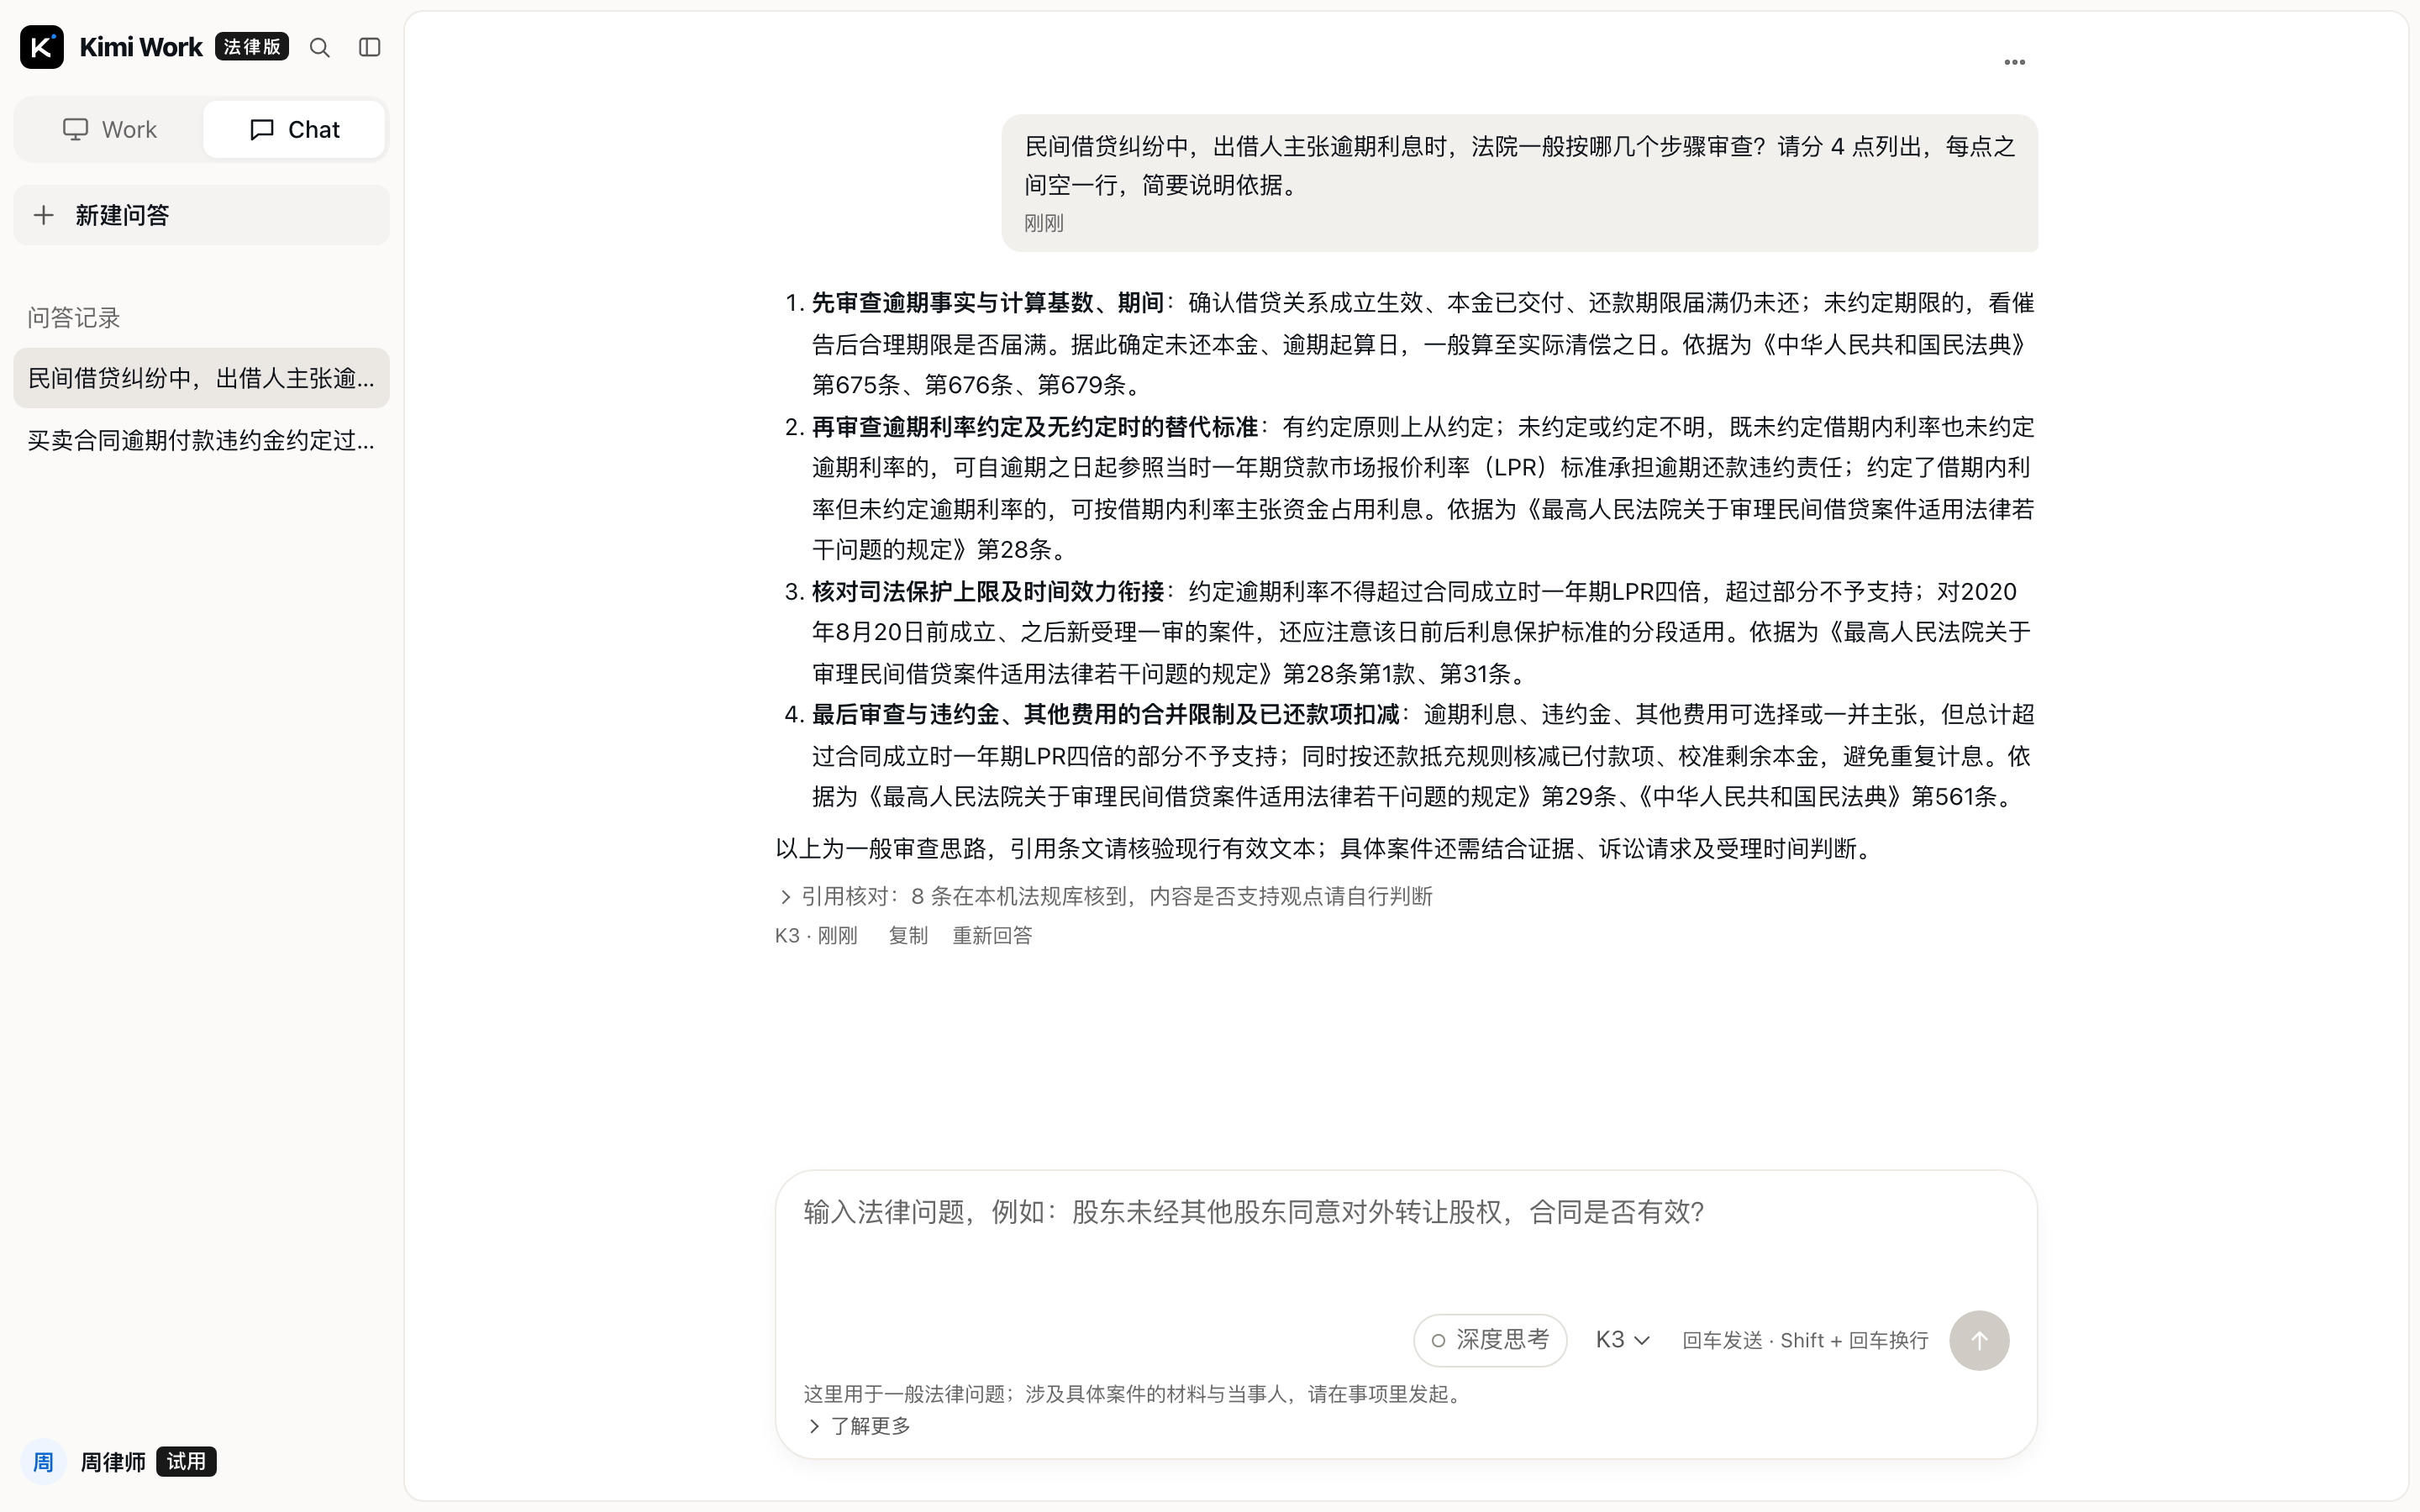 Kimi Work 法律版
Work
Chat
新建问答
问答记录
民间借贷纠纷中，出借人主张逾...
买卖合同逾期付款违约金约定过...
周 周律师 试用
民间借贷纠纷中，出借人主张逾期利息时，法院一般按哪几个步骤审查？请分 4 点列出，每点之
间空一行，简要说明依据。
刚刚
1. 先审查逾期事实与计算基数、期间：确认借贷关系成立生效、本金已交付、还款期限届满仍未还；未约定期限的，看催
告后合理期限是否届满。据此确定未还本金、逾期起算日，一般算至实际清偿之日。依据为《中华人民共和国民法典》
第675条、第676条、第679条。
2. 再审查逾期利率约定及无约定时的替代标准：有约定原则上从约定；未约定或约定不明，既未约定借期内利率也未约定
逾期利率的，可自逾期之日起参照当时一年期贷款市场报价利率（LPR）标准承担逾期还款违约责任；约定了借期内利
率但未约定逾期利率的，可按借期内利率主张资金占用利息。依据为《最高人民法院关于审理民间借贷案件适用法律若
干问题的规定》第28条。
3. 核对司法保护上限及时间效力衔接：约定逾期利率不得超过合同成立时一年期LPR四倍，超过部分不予支持；对2020
年8月20日前成立、之后新受理一审的案件，还应注意该日前后利息保护标准的分段适用。依据为《最高人民法院关于
审理民间借贷案件适用法律若干问题的规定》第28条第1款、第31条。
4. 最后审查与违约金、其他费用的合并限制及已还款项扣减：逾期利息、违约金、其他费用可选择或一并主张，但总计超
过合同成立时一年期LPR四倍的部分不予支持；同时按还款抵充规则核减已付款项、校准剩余本金，避免重复计息。依
据为《最高人民法院关于审理民间借贷案件适用法律若干问题的规定》第29条、《中华人民共和国民法典》第561条。
以上为一般审查思路，引用条文请核验现行有效文本；具体案件还需结合证据、诉讼请求及受理时间判断。
引用核对：8 条在本机法规库核到，内容是否支持观点请自行判断
K3 · 刚刚 复制 重新回答
输入法律问题，例如：股东未经其他股东同意对外转让股权，合同是否有效？
深度思考 K3 回车发送 · Shift + 回车换行
这里用于一般法律问题；涉及具体案件的材料与当事人，请在事项里发起。
了解更多